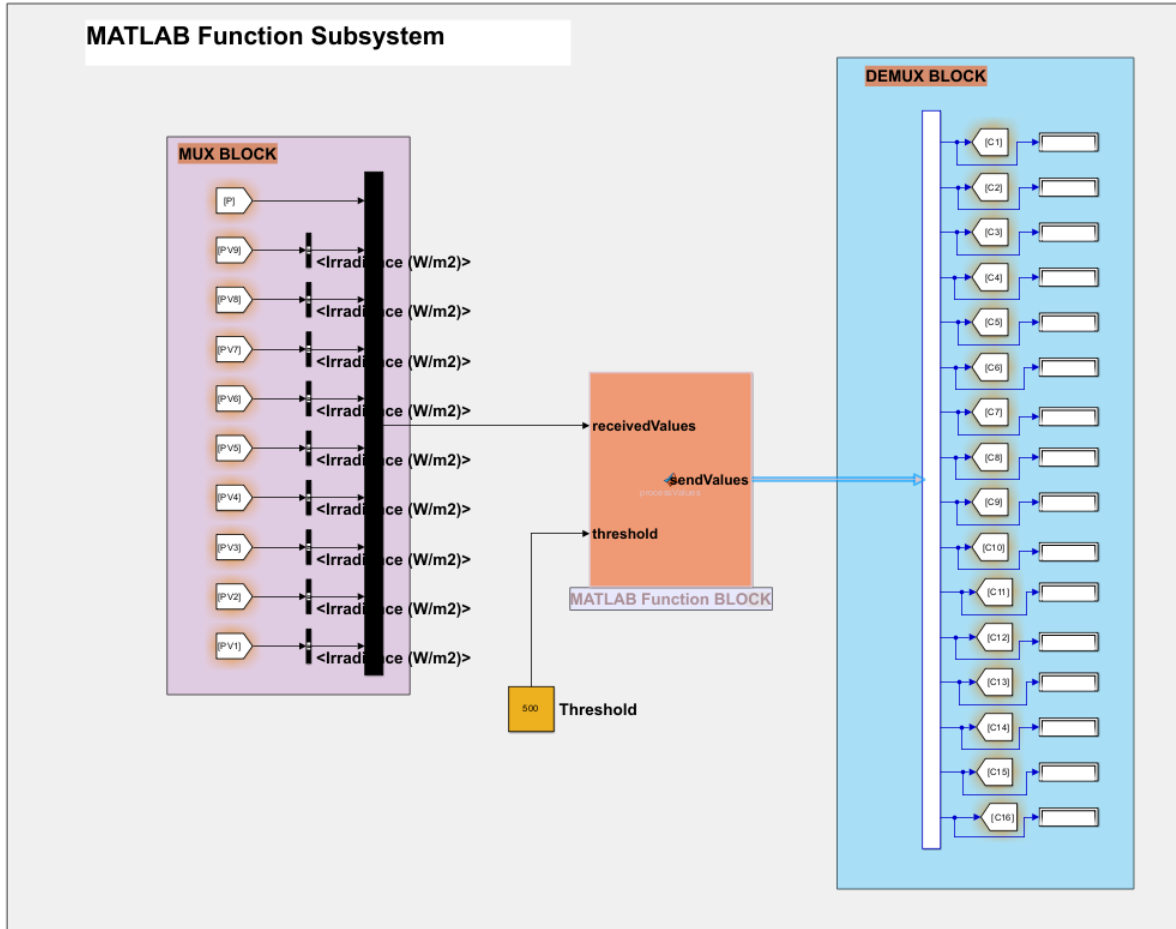 MATLAB Function Subsystem
MUX BLOCK
[P]
[PV9]
<Irradiance (W/m2)>
[PV8]
<Irradiance (W/m2)>
[PV7]
<Irradiance (W/m2)>
[PV6]
<Irradiance (W/m2)>
[PV5]
<Irradiance (W/m2)>
[PV4]
<Irradiance (W/m2)>
[PV3]
<Irradiance (W/m2)>
[PV2]
<Irradiance (W/m2)>
[PV1]
<Irradiance (W/m2)>
receivedValues
sendValues
processValues
threshold
MATLAB Function BLOCK
500
Threshold
DEMUX BLOCK
[C1]
[C2]
[C3]
[C4]
[C5]
[C6]
[C7]
[C8]
[C9]
[C10]
[C11]
[C12]
[C13]
[C14]
[C15]
[C16]